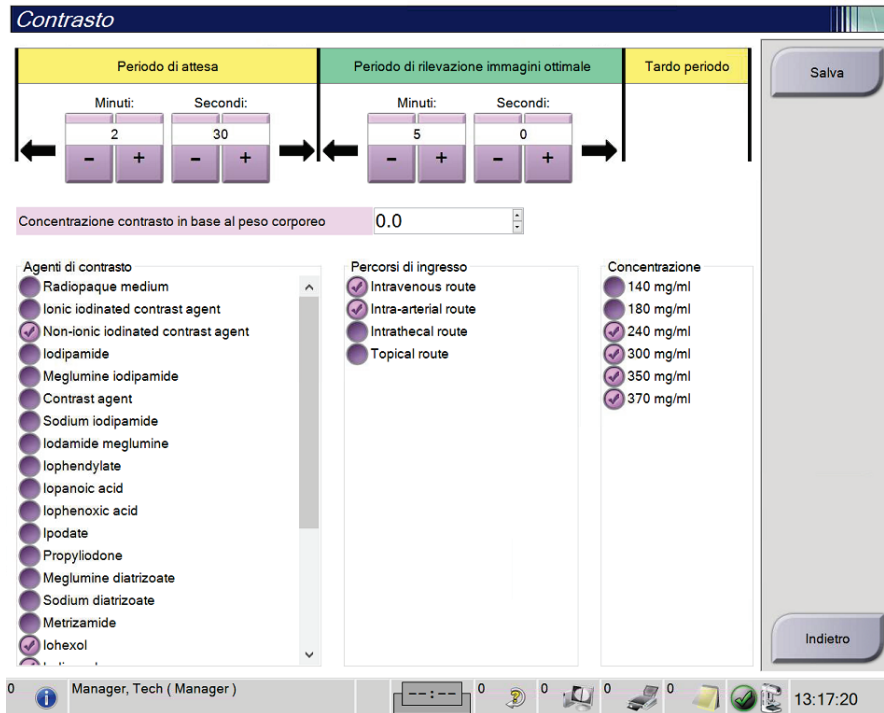 Contrasto
Periodo di attesa
Periodo di rilevazione immagini ottimale
Tardo periodo
Salva
Minuti:
Secondi:
Minuti:
Secondi:
2
30
5
0
- + - + - + - +
Concentrazione contrasto in base al peso corporeo
0.0
Agenti di contrasto
Radiopaque medium
Ionic iodinated contrast agent
Non-ionic iodinated contrast agent
Iodipamide
Meglumine iodipamide
Contrast agent
Sodium iodipamide
Iodamide meglumine
Iophendylate
Iopanoic acid
Iophenoxic acid
Ipodate
Propyliodone
Meglumine diatrizoate
Sodium diatrizoate
Metrizamide
Iohexol
Percorsi di ingresso
Intravenous route
Intra-arterial route
Intrathecal route
Topical route
Concentrazione
140 mg/ml
180 mg/ml
240 mg/ml
300 mg/ml
350 mg/ml
370 mg/ml
Indietro
0
Manager, Tech ( Manager )
--:--
0
0
0
0
13:17:20